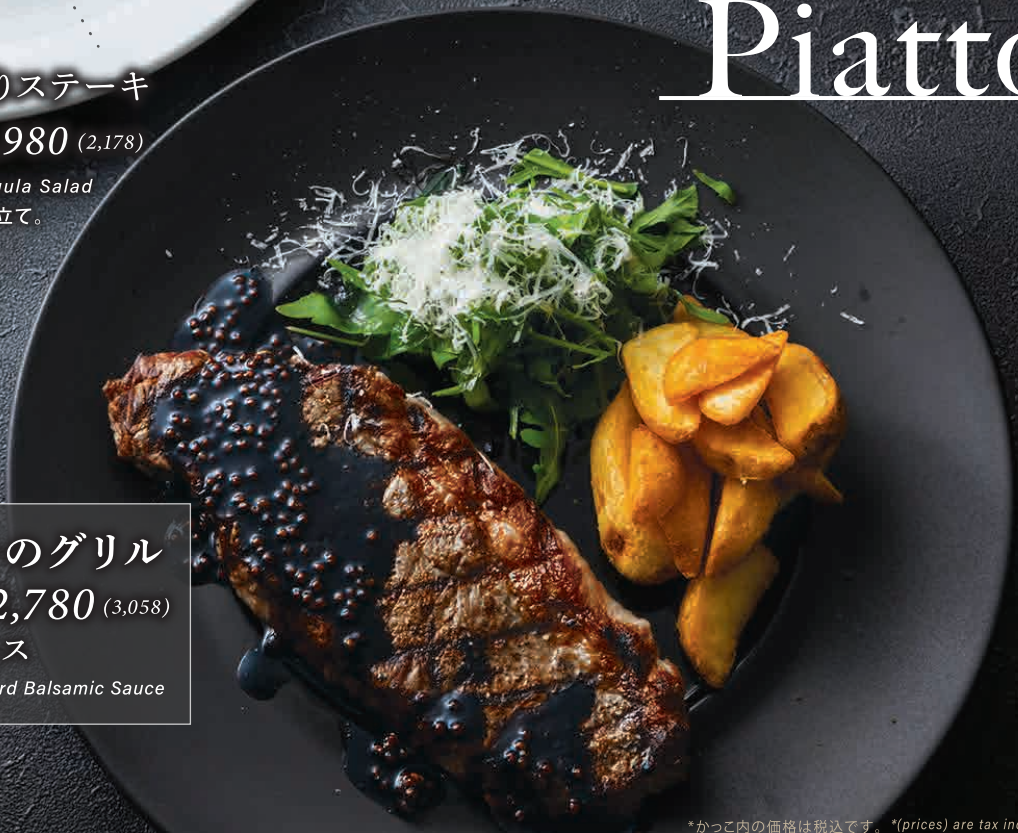 Piatto
りステーキ
980 (2,178)
ula Salad
立て。
のグリル
2,780 (3,058)
ス
rd Balsamic Sauce
*かっこ内の価格は税込です。 *(prices) are tax inc